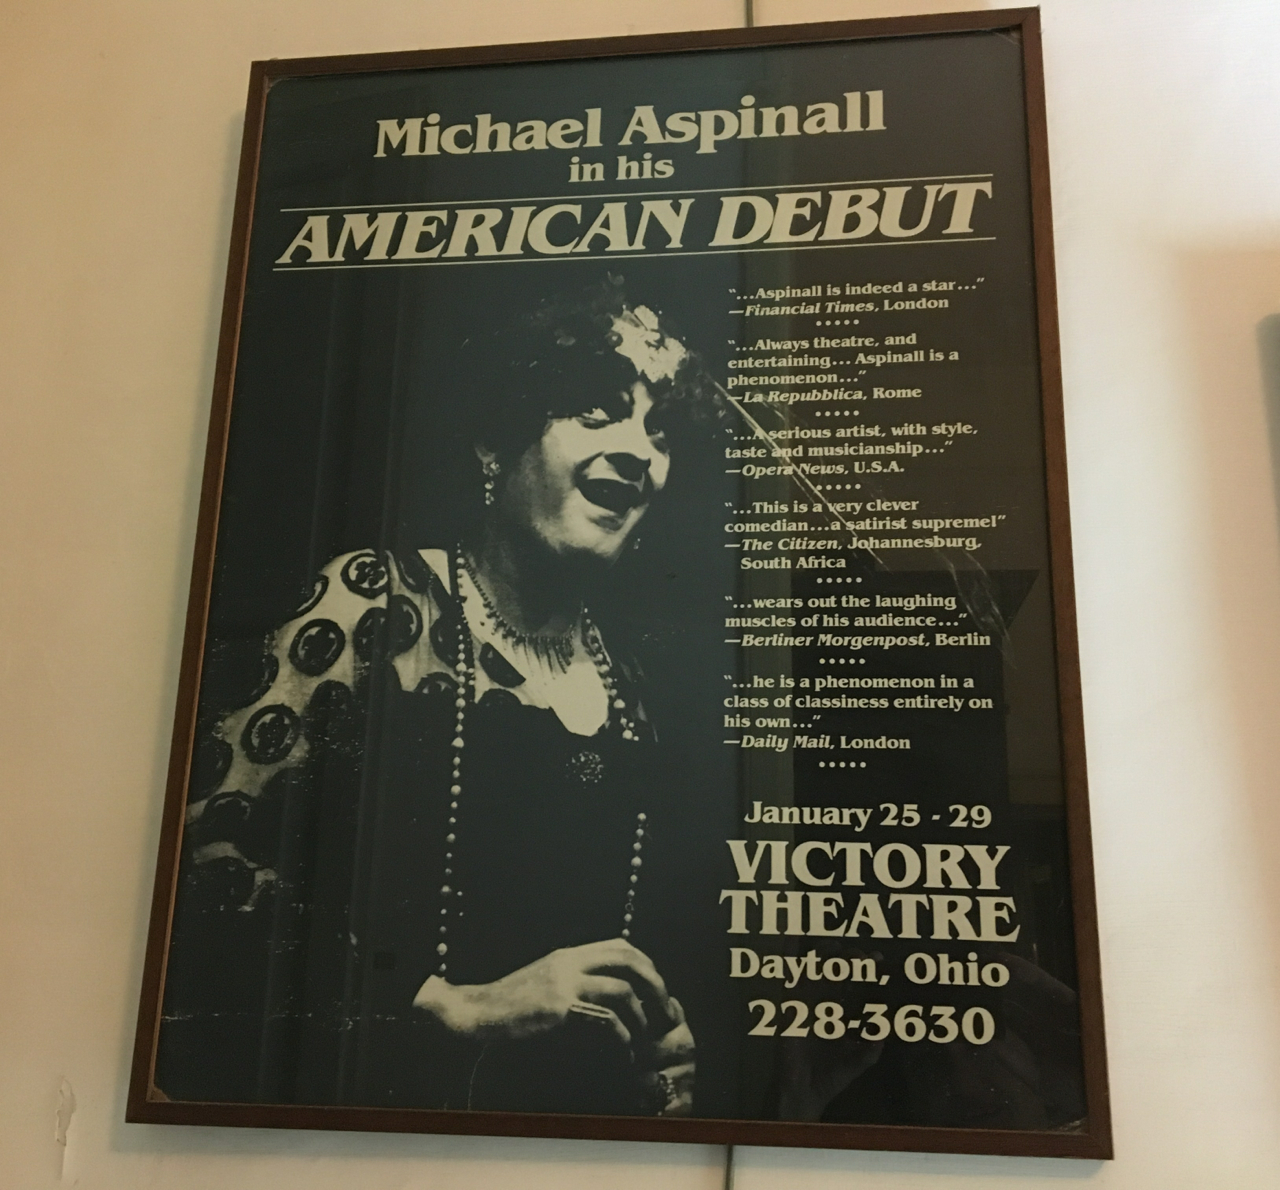 Michael Aspinall
in his
AMERICAN DEBUT
“...Aspinall is indeed a star...”
—Financial Times, London
“...Always theatre, and
entertaining... Aspinall is a
phenomenon...”
—La Repubblica, Rome
“...A serious artist, with style,
taste and musicianship...”
—Opera News, U.S.A.
“...This is a very clever
comedian...a satirist supreme!”
—The Citizen, Johannesburg,
South Africa
“...wears out the laughing
muscles of his audience...”
—Berliner Morgenpost, Berlin
“...he is a phenomenon in a
class of classiness entirely on
his own...”
—Daily Mail, London
January 25 - 29
VICTORY
THEATRE
Dayton, Ohio
228-3630